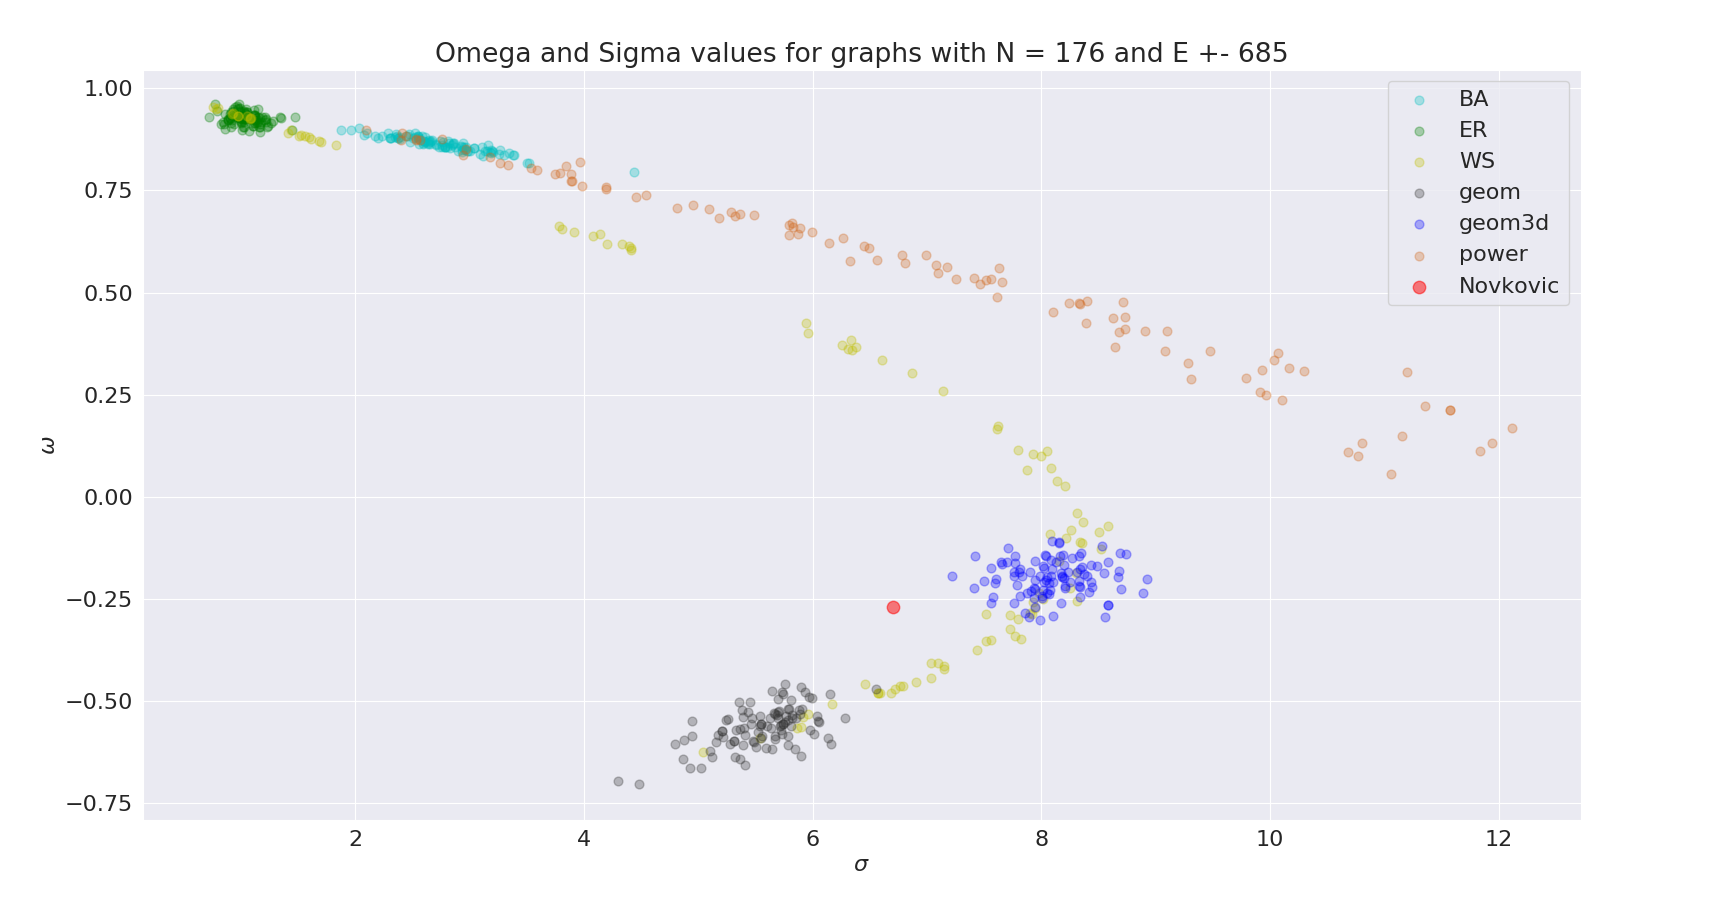 Omega and Sigma values for graphs with N = 176 and E +- 685
1.00
0.75
0.50
0.25
0.00
−0.25
−0.50
−0.75
ω
2 4 6 8 10 12
σ
BA
ER
WS
geom
geom3d
power
Novkovic